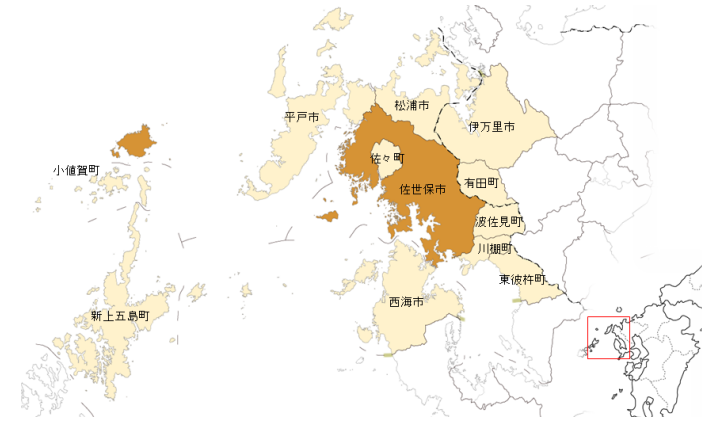 松浦市
平戸市
伊万里市
佐々町
小値賀町
有田町
佐世保市
波佐見町
川棚町
東彼杵町
西海市
新上五島町